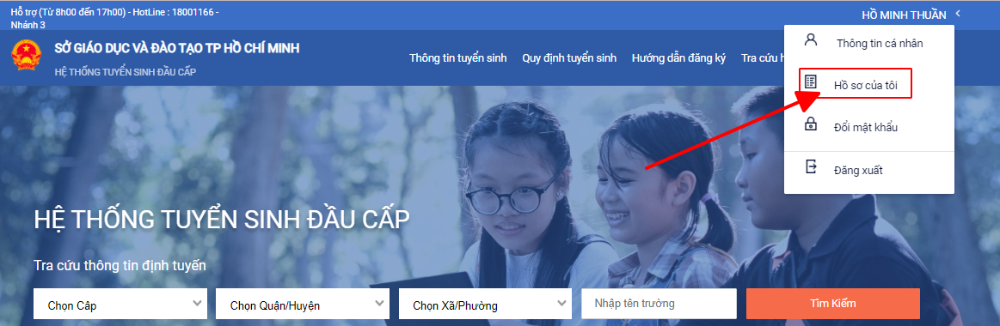 Hỗ trợ (Từ 8h00 đến 17h00) - HotLine : 18001166 -
Nhánh 3
HỒ MINH THUẦN
SỞ GIÁO DỤC VÀ ĐÀO TẠO TP HỒ CHÍ MINH
HỆ THỐNG TUYỂN SINH ĐẦU CẤP
Thông tin tuyển sinh
Quy định tuyển sinh
Hướng dẫn đăng ký
Tra cứu
Thông tin cá nhân
Hồ sơ của tôi
Đổi mật khẩu
Đăng xuất
HỆ THỐNG TUYỂN SINH ĐẦU CẤP
Tra cứu thông tin định tuyến
Chọn Cấp
Chọn Quận/Huyện
Chọn Xã/Phường
Nhập tên trường
Tìm Kiếm